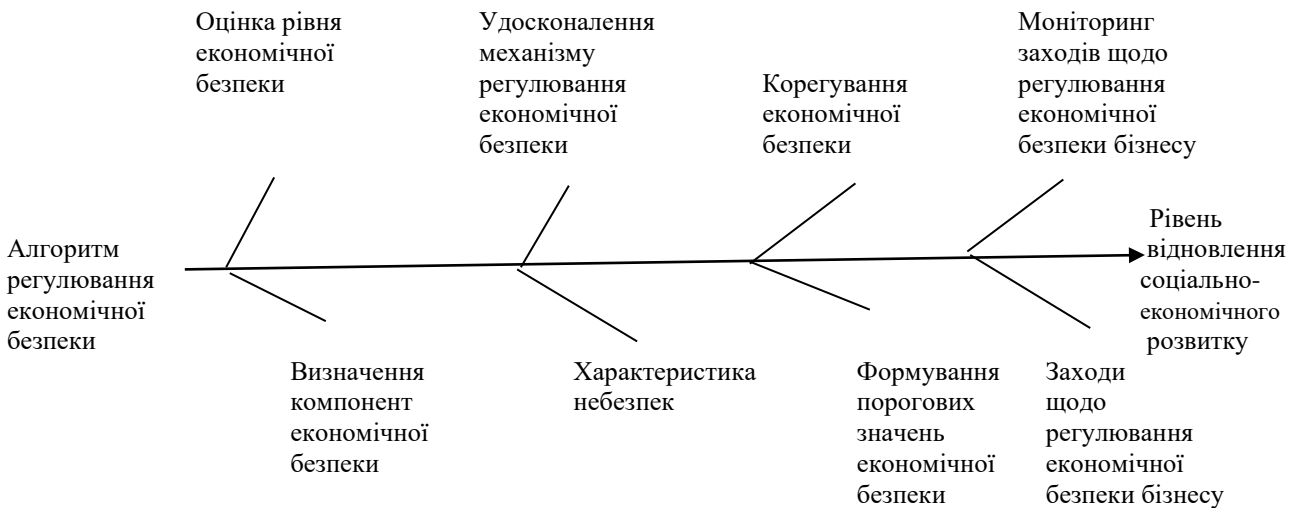 Оцінка рівня
економічної
безпеки
Удосконалення
механізму
регулювання
економічної
безпеки
Корегування
економічної
безпеки
Моніторинг
заходів щодо
регулювання
економічної
безпеки бізнесу
Алгоритм
регулювання
економічної
безпеки
Рівень
відновлення
соціально-
економічного
розвитку
Визначення
компонент
економічної
безпеки
Характеристика
небезпек
Формування
порогових
значень
економічної
безпеки
Заходи
щодо
регулювання
економічної
безпеки бізнесу